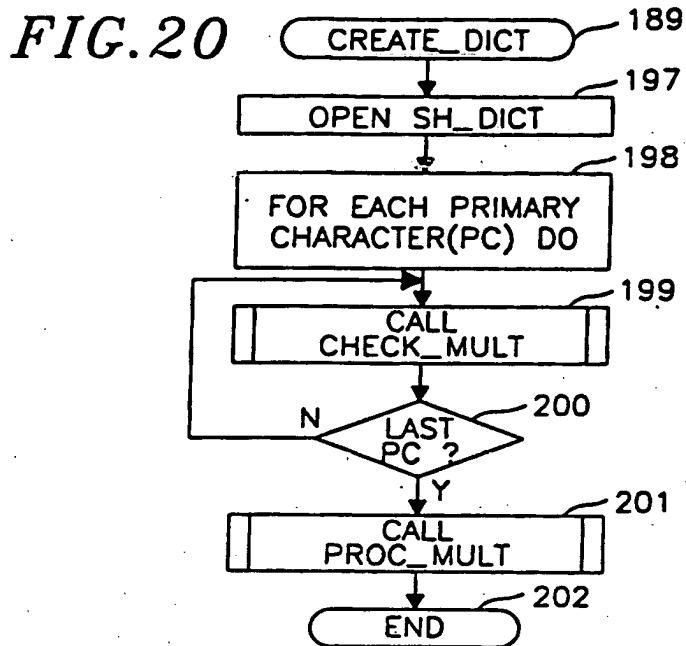 FIG.20
CREATE_DICT
189
197
OPEN SH_DICT
198
FOR EACH PRIMARY
CHARACTER(PC) DO
199
CALL
CHECK_MULT
200
N
LAST
PC ?
Y
201
CALL
PROC_MULT
202
END